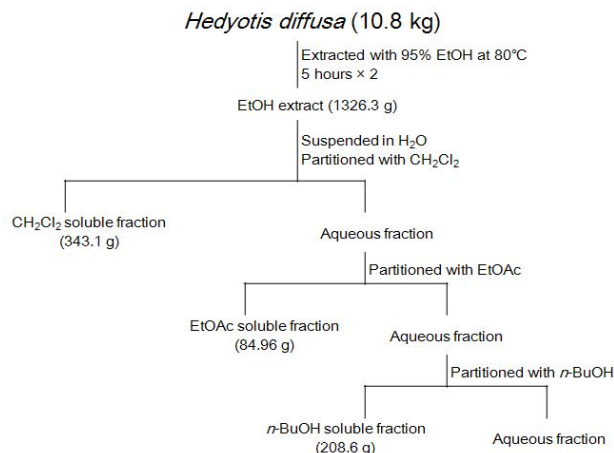 Hedyotis diffusa (10.8 kg)
Extracted with 95% EtOH at 80℃
5 hours × 2
EtOH extract (1326.3 g)
Suspended in H₂O
Partitioned with CH₂Cl₂
CH₂Cl₂ soluble fraction
(343.1 g)
Aqueous fraction
Partitioned with EtOAc
EtOAc soluble fraction
(84.96 g)
Aqueous fraction
Partitioned with n-BuOH
n-BuOH soluble fraction
(208.6 g)
Aqueous fraction